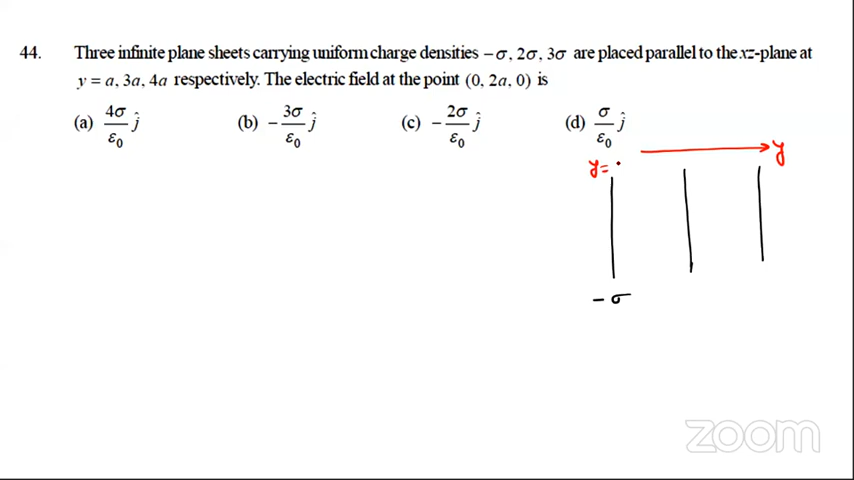 44. Three infinite plane sheets carrying uniform charge densities −σ, 2σ, 3σ are placed parallel to the xz-plane at
y = a, 3a, 4a respectively. The electric field at the point (0, 2a, 0) is
(a) 4σ/ε₀ ĵ (b) −3σ/ε₀ ĵ (c) −2σ/ε₀ ĵ (d) σ/ε₀ ĵ
y
y=
−σ
zoom